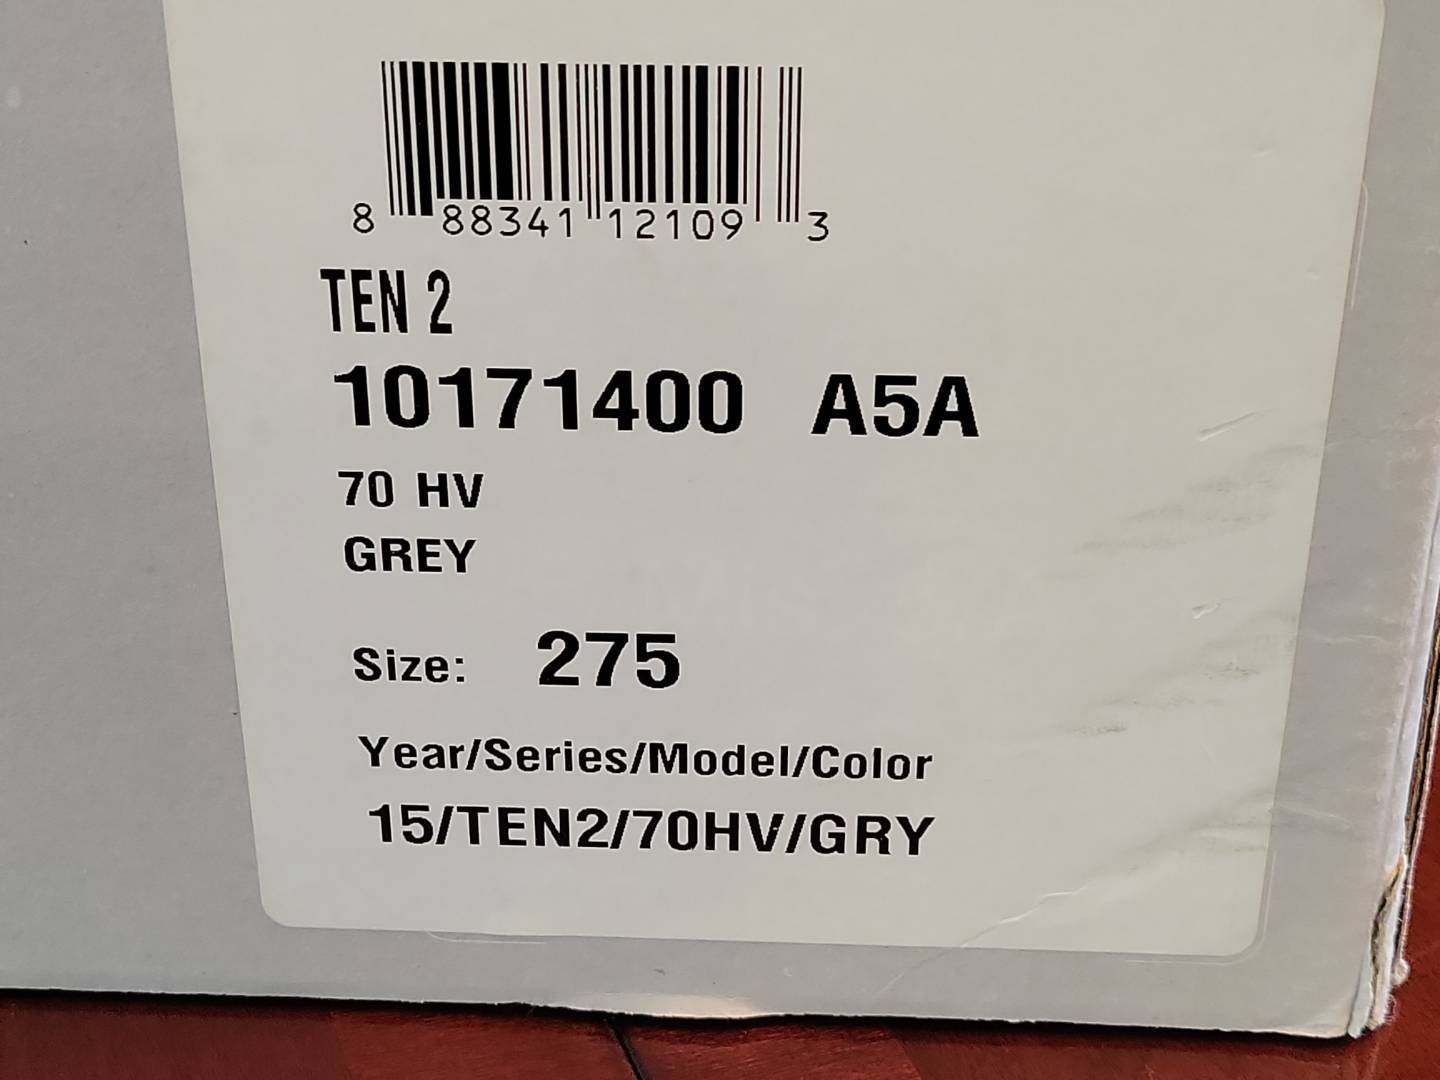 8 88341 12109 3
TEN 2
10171400 A5A
70 HV
GREY
Size: 275
Year/Series/Model/Color
15/TEN2/70HV/GRY